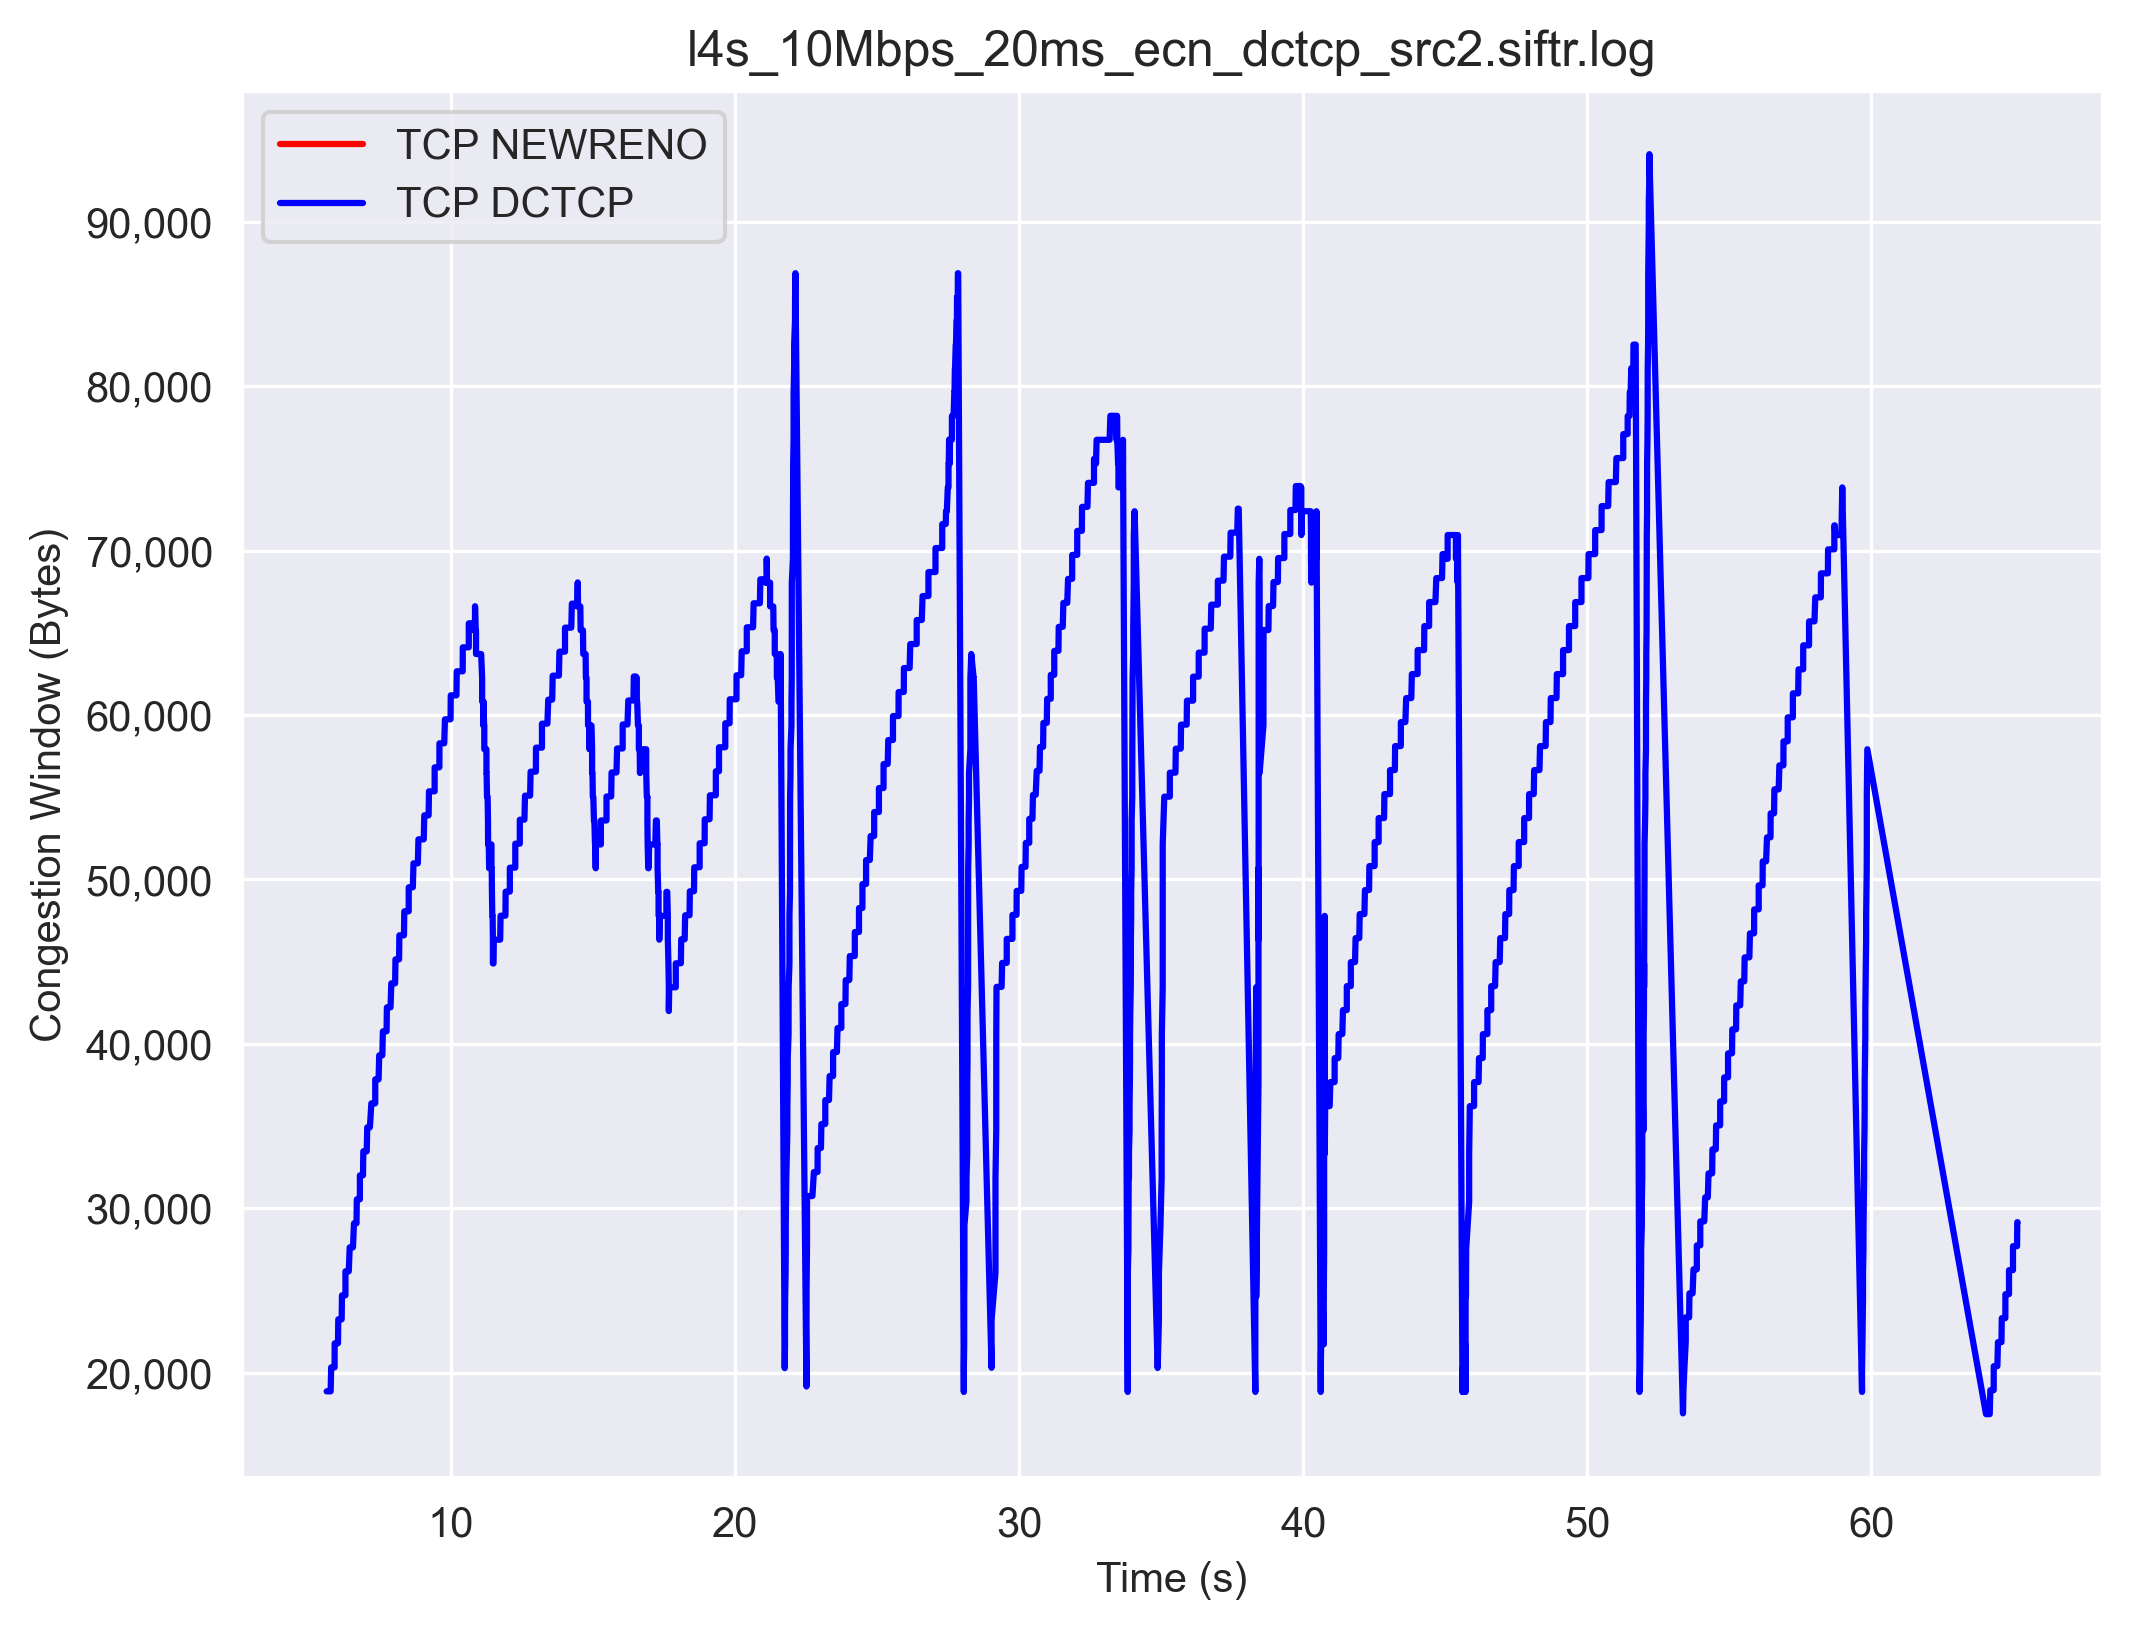 l4s_10Mbps_20ms_ecn_dctcp_src2.siftr.log
TCP NEWRENO
TCP DCTCP
Congestion Window (Bytes)
90,000
80,000
70,000
60,000
50,000
40,000
30,000
20,000
10 20 30 40 50 60
Time (s)